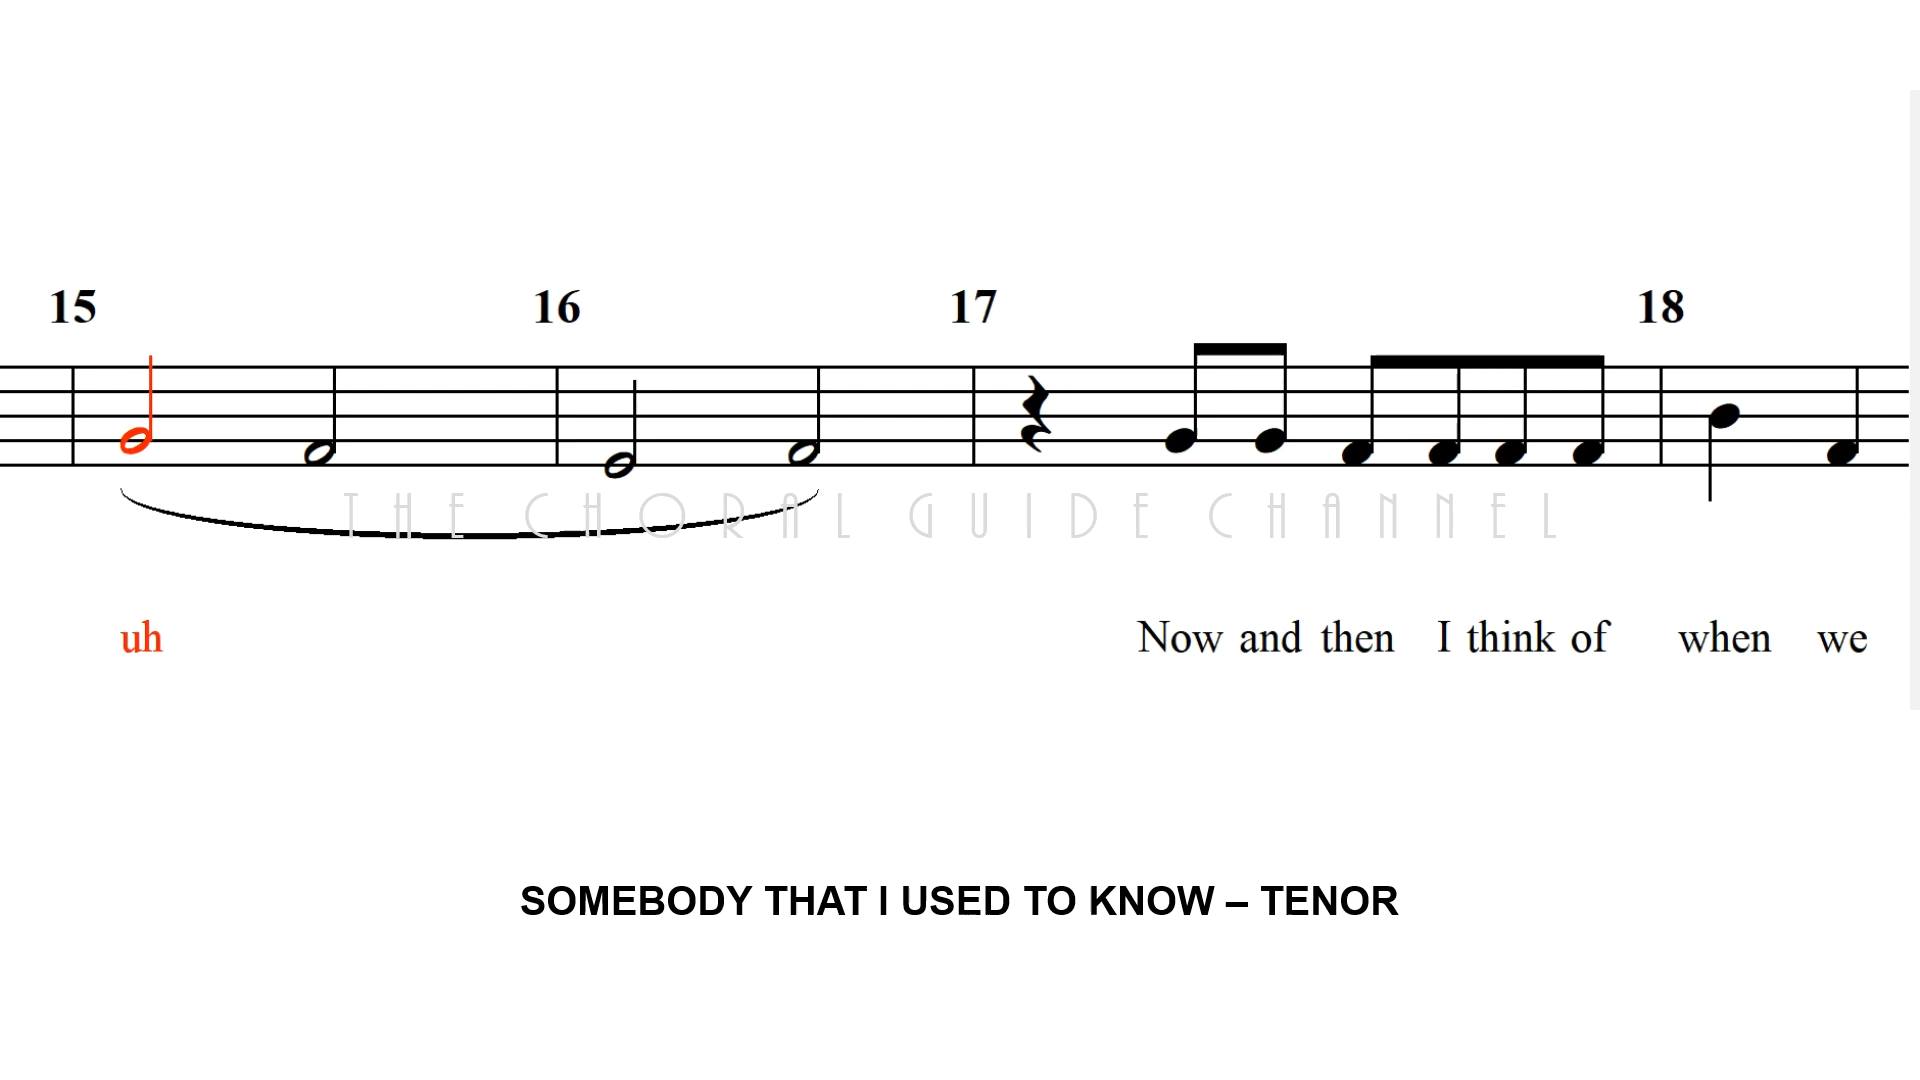 15 16 17 18
THE CHORAL GUIDE CHANNEL
uh Now and then I think of when we
SOMEBODY THAT I USED TO KNOW – TENOR